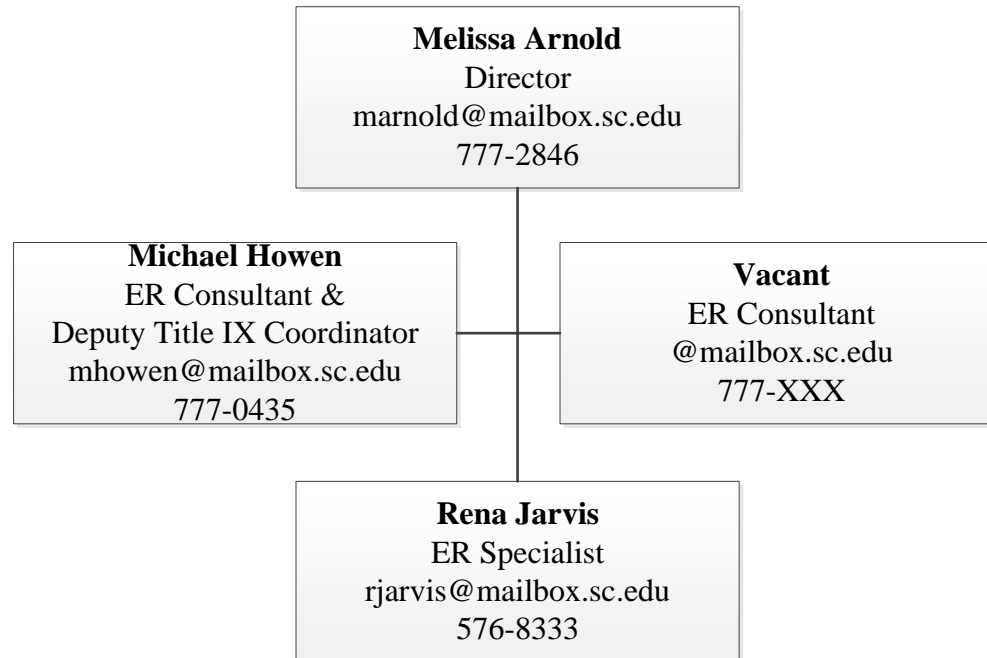 Melissa Arnold
Director
marnold@mailbox.sc.edu
777-2846
Michael Howen
ER Consultant &
Deputy Title IX Coordinator
mhowen@mailbox.sc.edu
777-0435
Vacant
ER Consultant
@mailbox.sc.edu
777-XXX
Rena Jarvis
ER Specialist
rjarvis@mailbox.sc.edu
576-8333